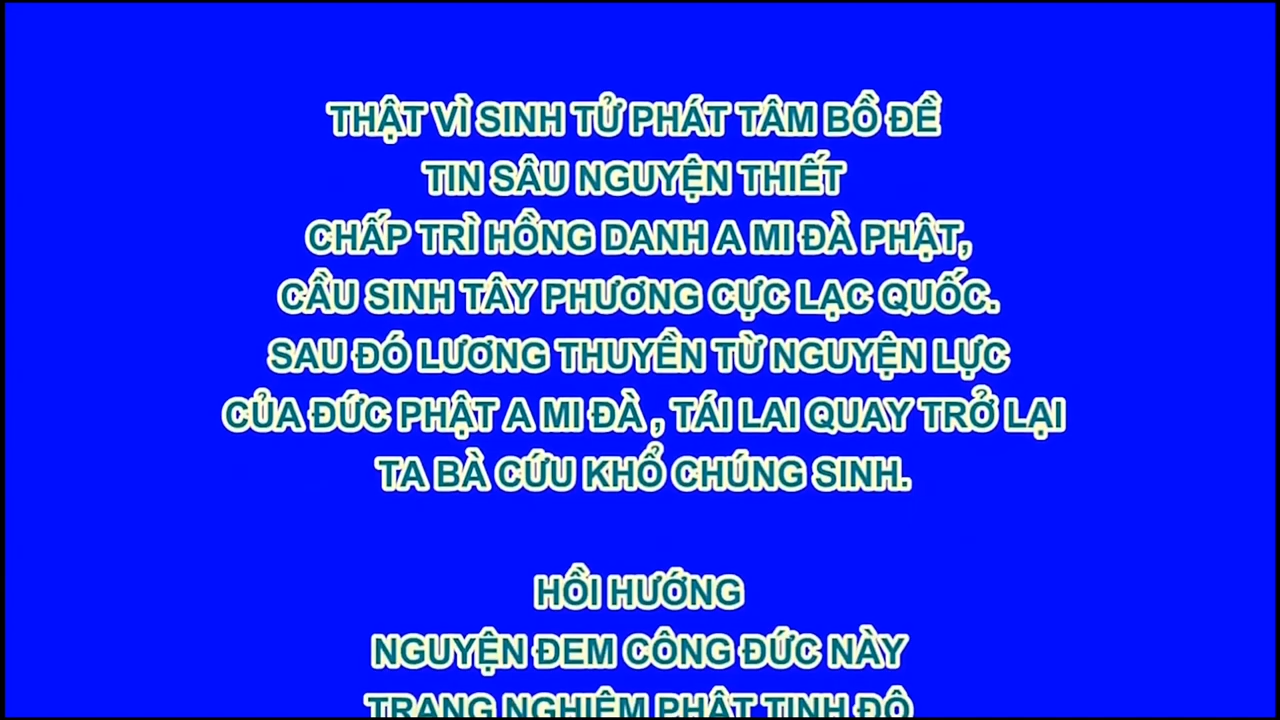 THẬT VÌ SINH TỬ PHÁT TÂM BỒ ĐỀ
TIN SÂU NGUYỆN THIẾT
CHẤP TRÌ HỒNG DANH A MI ĐÀ PHẬT,
CẦU SINH TÂY PHƯƠNG CỰC LẠC QUỐC.
SAU ĐÓ LƯƠNG THUYỀN TỪ NGUYỆN LỰC
CỦA ĐỨC PHẬT A MI ĐÀ , TÁI LAI QUAY TRỞ LẠI
TA BÀ CỨU KHỔ CHÚNG SINH.
HỒI HƯỚNG
NGUYỆN ĐEM CÔNG ĐỨC NÀY
TRANG NGHIÊM PHẬT TỊNH ĐỘ